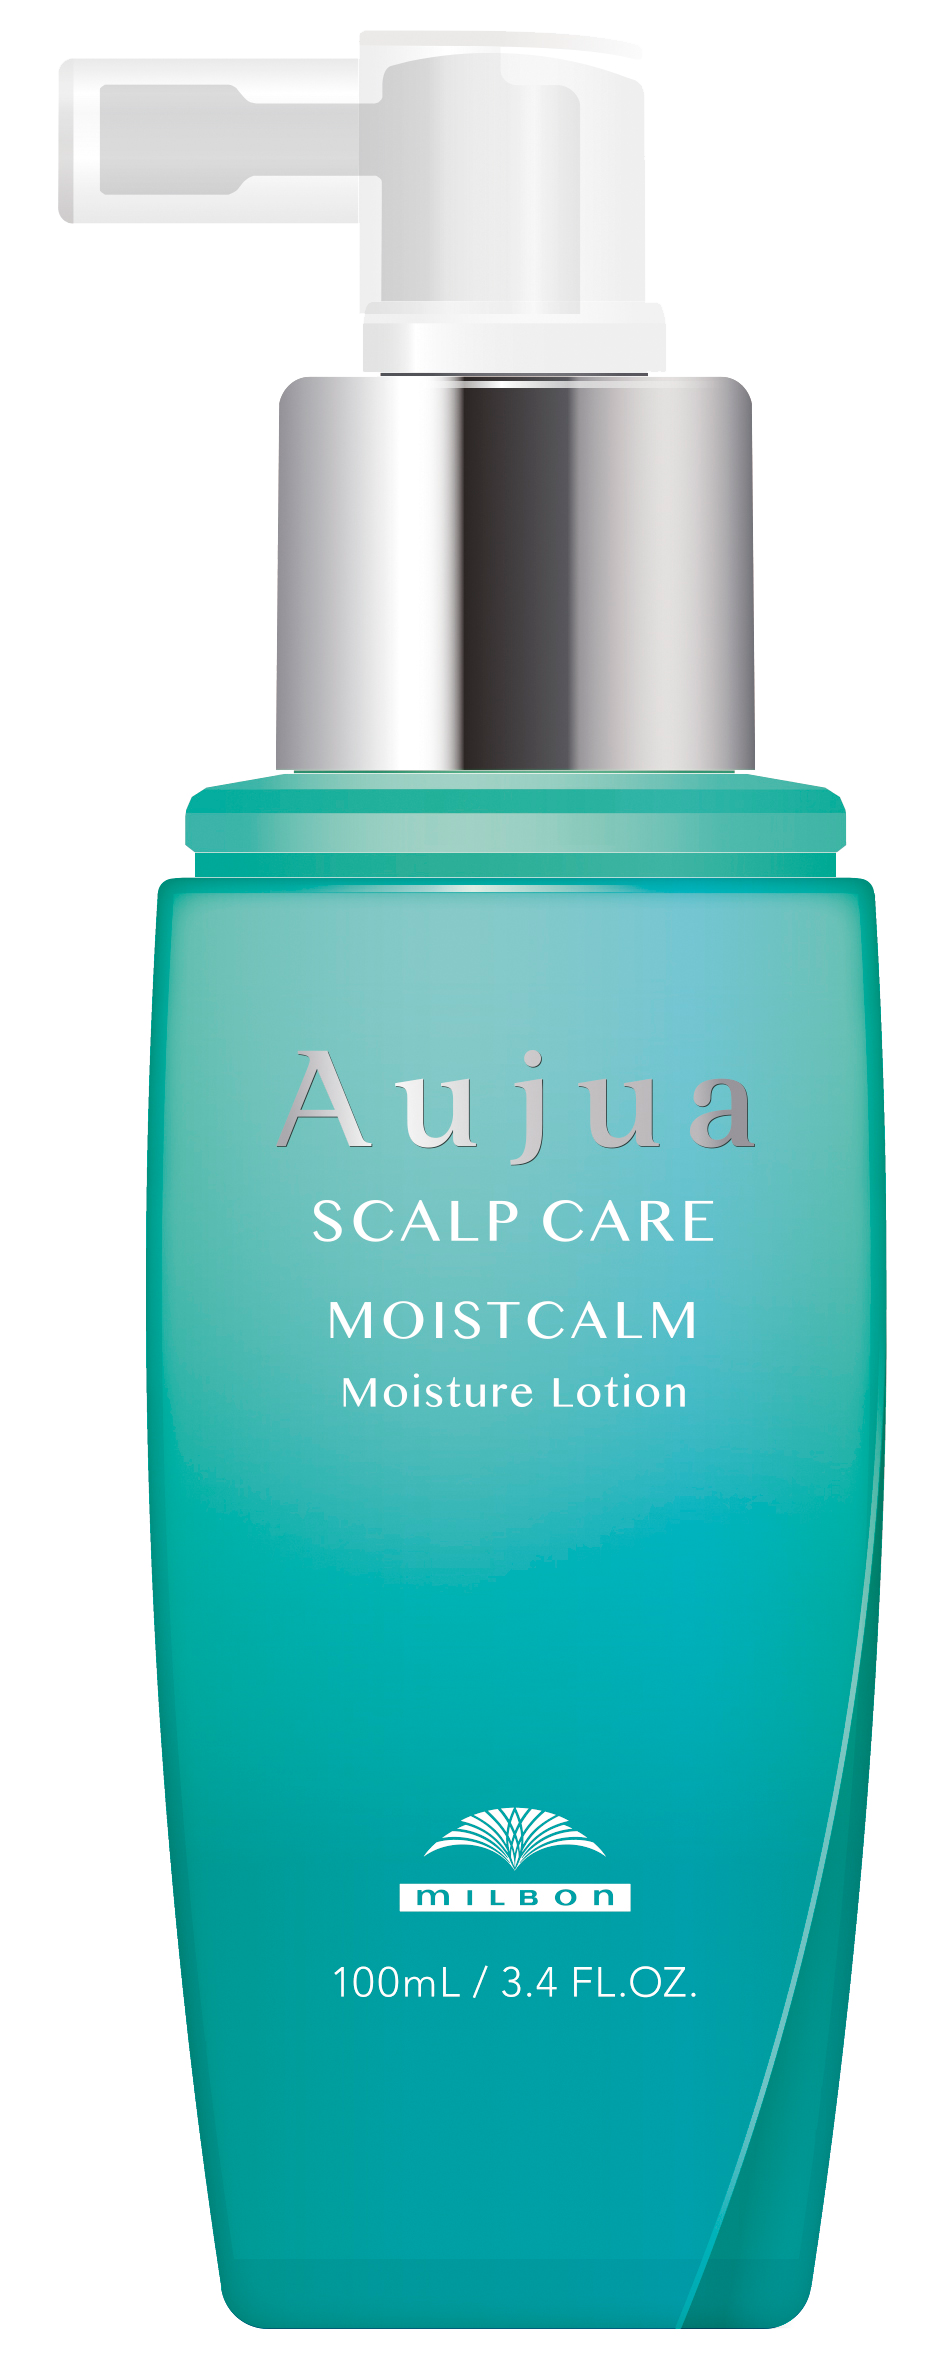 Aujua
SCALP CARE
MOISTCALM
Moisture Lotion
mILBon
100mL / 3.4 FL.OZ.